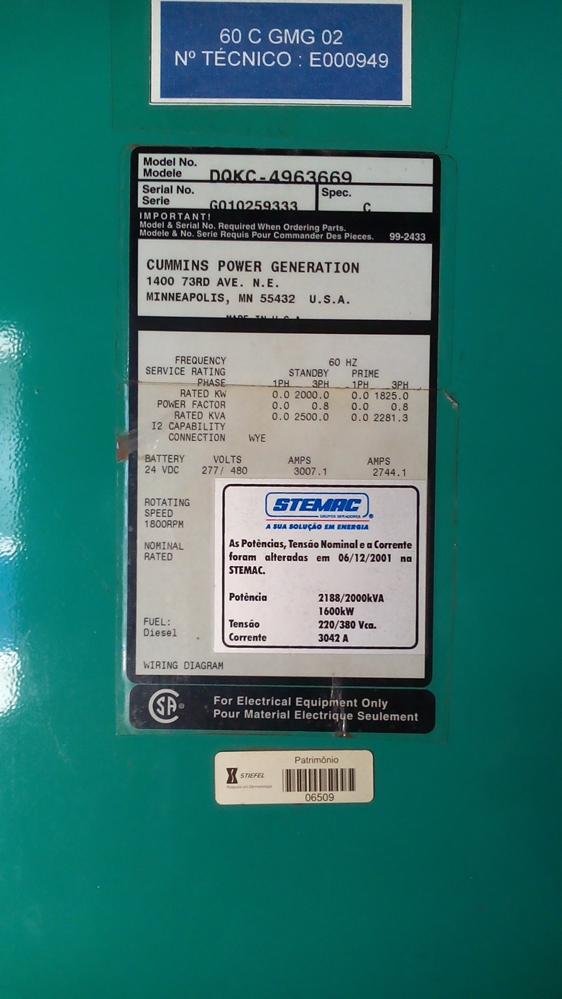 60 C GMG 02
Nº TÉCNICO : E000949
Model No.
Modele DQKC-4963669
Serial No.
Serie G010259333
Spec.
C
IMPORTANT!
Model & Serial No. Required When Ordering Parts.
Modele & No. Serie Requis Pour Commander Des Pieces. 99-2433
CUMMINS POWER GENERATION
1400 73RD AVE. N.E.
MINNEAPOLIS, MN 55432 U.S.A.
MADE IN U.S.A.
FREQUENCY 60 HZ
SERVICE RATING STANDBY PRIME
PHASE 1PH 3PH 1PH 3PH
RATED KW 0.0 2000.0 0.0 1825.0
POWER FACTOR 0.0 0.8 0.0 0.8
RATED KVA 0.0 2500.0 0.0 2281.3
I2 CAPABILITY
CONNECTION WYE
BATTERY VOLTS AMPS AMPS
24 VDC 277/ 480 3007.1 2744.1
ROTATING
SPEED
1800RPM
NOMINAL
RATED
FUEL:
Diesel
WIRING DIAGRAM
STEMAC
GRUPOS GERADORES ®
A SUA SOLUÇÃO EM ENERGIA
As Potências, Tensão Nominal e a Corrente
foram alteradas em 06/12/2001 na
STEMAC.
Potência 2188/2000kVA
1600kW
Tensão 220/380 Vca.
Corrente 3042 A
CSA ®
For Electrical Equipment Only
Pour Material Electrique Seulement
Patrimônio
STIEFEL
Pesquisa em Dermatologia
06509